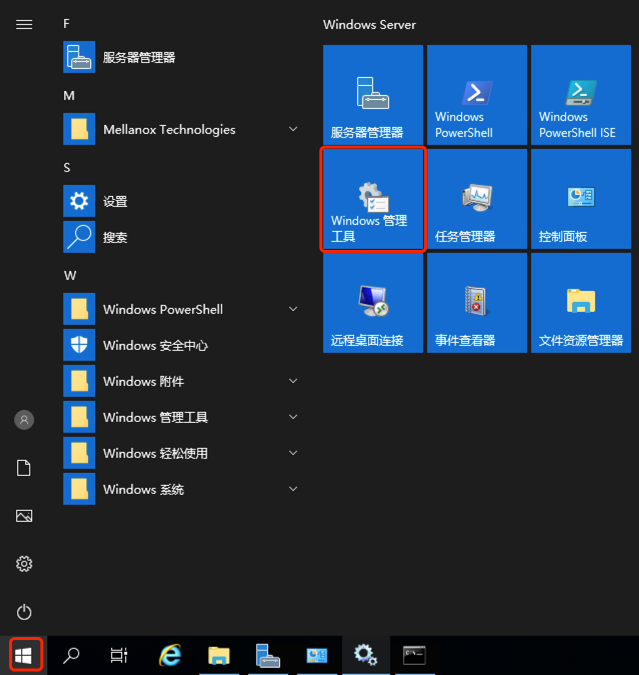 F
服务器管理器
M
Mellanox Technologies
S
设置
搜索
W
Windows PowerShell
Windows 安全中心
Windows 附件
Windows 管理工具
Windows 轻松使用
Windows 系统
Windows Server
服务器管理器
Windows
PowerShell
Windows
PowerShell ISE
Windows 管理
工具
任务管理器
控制面板
远程桌面连接
事件查看器
文件资源管理器